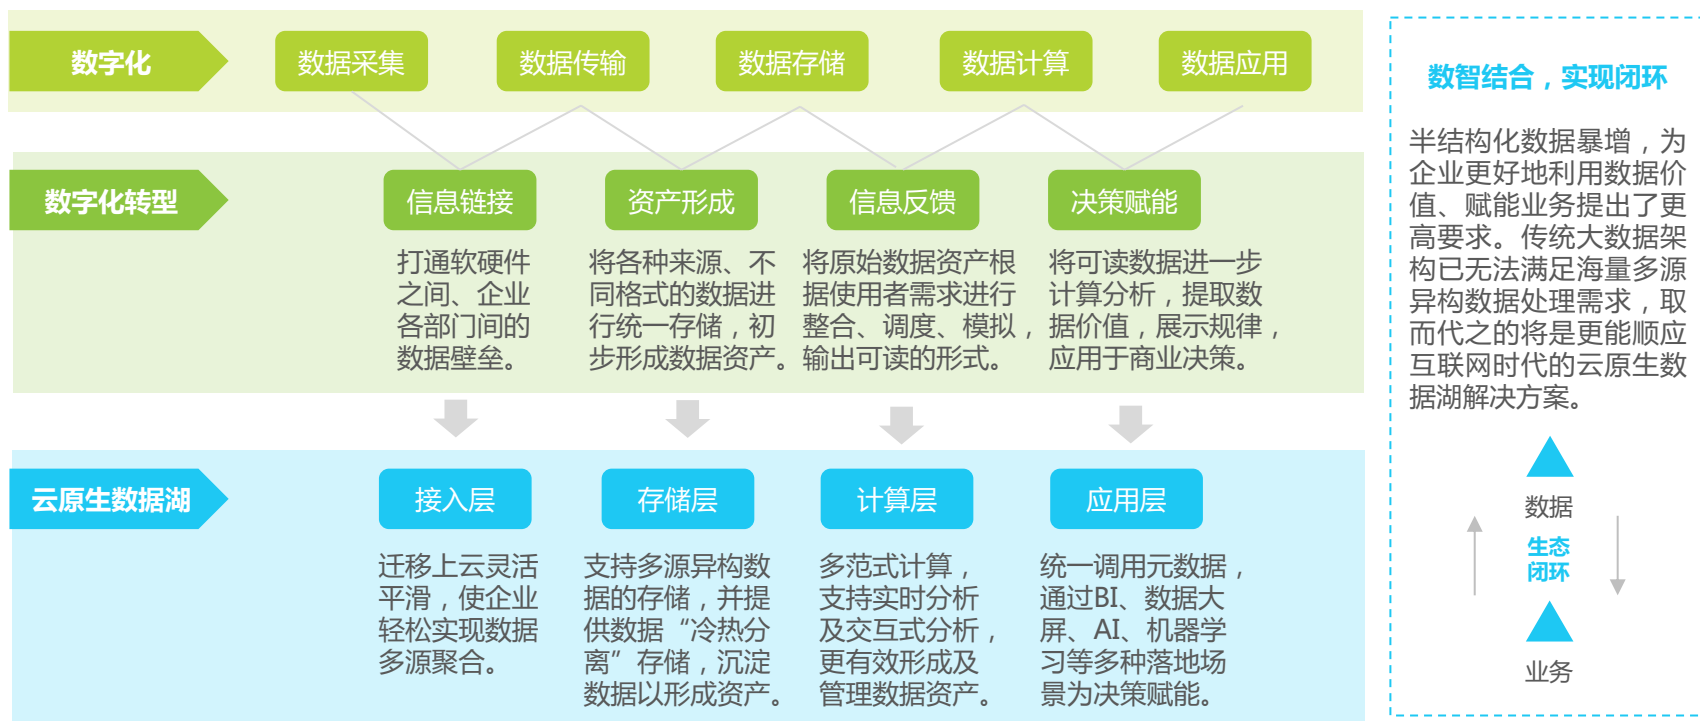 数字化
数据采集
数据传输
数据存储
数据计算
数据应用
数字化转型
信息链接
资产形成
信息反馈
决策赋能
打通软硬件
之间、企业
各部门间的
数据壁垒。
将各种来源、不
同格式的数据进
行统一存储，初
步形成数据资产。
将原始数据资产根
据使用者需求进行
整合、调度、模拟，
输出可读的形式。
将可读数据进一步
计算分析，提取数
据价值，展示规律，
应用于商业决策。
云原生数据湖
接入层
存储层
计算层
应用层
迁移上云灵活
平滑，使企业
轻松实现数据
多源聚合。
支持多源异构数
据的存储，并提
供数据“冷热分
离”存储，沉淀
数据以形成资产。
多范式计算，
支持实时分析
及交互式分析，
更有效形成及
管理数据资产。
统一调用元数据，
通过BI、数据大
屏、AI、机器学
习等多种落地场
景为决策赋能。
数智结合，实现闭环
半结构化数据暴增，为
企业更好地利用数据价
值、赋能业务提出了更
高要求。传统大数据架
构已无法满足海量多源
异构数据处理需求，取
而代之的将是更能顺应
互联网时代的云原生数
据湖解决方案。
数据
生态
闭环
业务